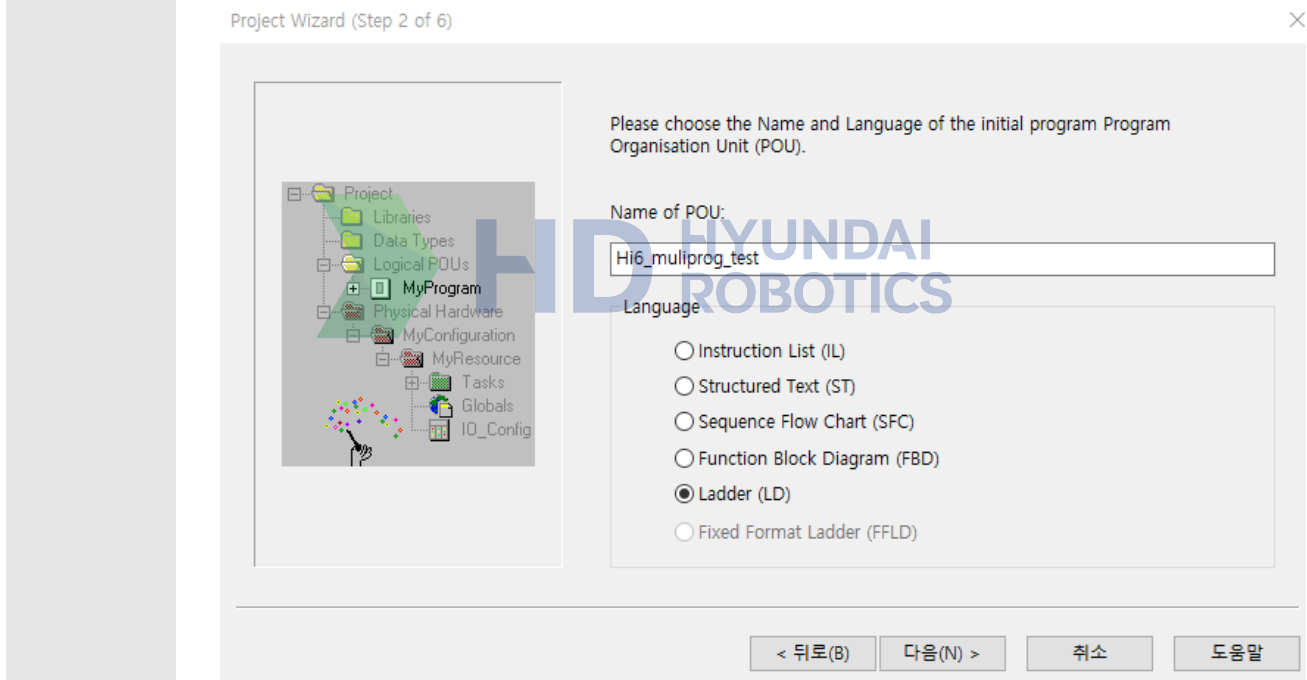 Project Wizard (Step 2 of 6)
Please choose the Name and Language of the initial program Program
Organisation Unit (POU).
Project
Libraries
Data Types
Logical POUs
MyProgram
Physical Hardware
MyConfiguration
MyResource
Tasks
Globals
IO_Config
Name of POU:
HD HYUNDAI
ROBOTICS
Hi6_muliprog_test
Language
Instruction List (IL)
Structured Text (ST)
Sequence Flow Chart (SFC)
Function Block Diagram (FBD)
Ladder (LD)
Fixed Format Ladder (FFLD)
< 뒤로(B) 다음(N) > 취소 도움말